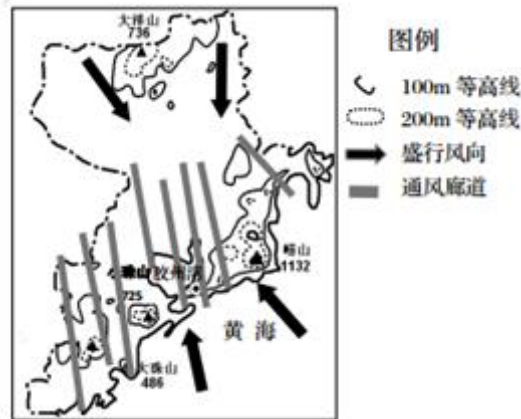 大择山
736
图例
100m 等高线
200m 等高线
盛行风向
通风廊道
崂山
1132
胶州湾
725
黄 海
大珠山
486